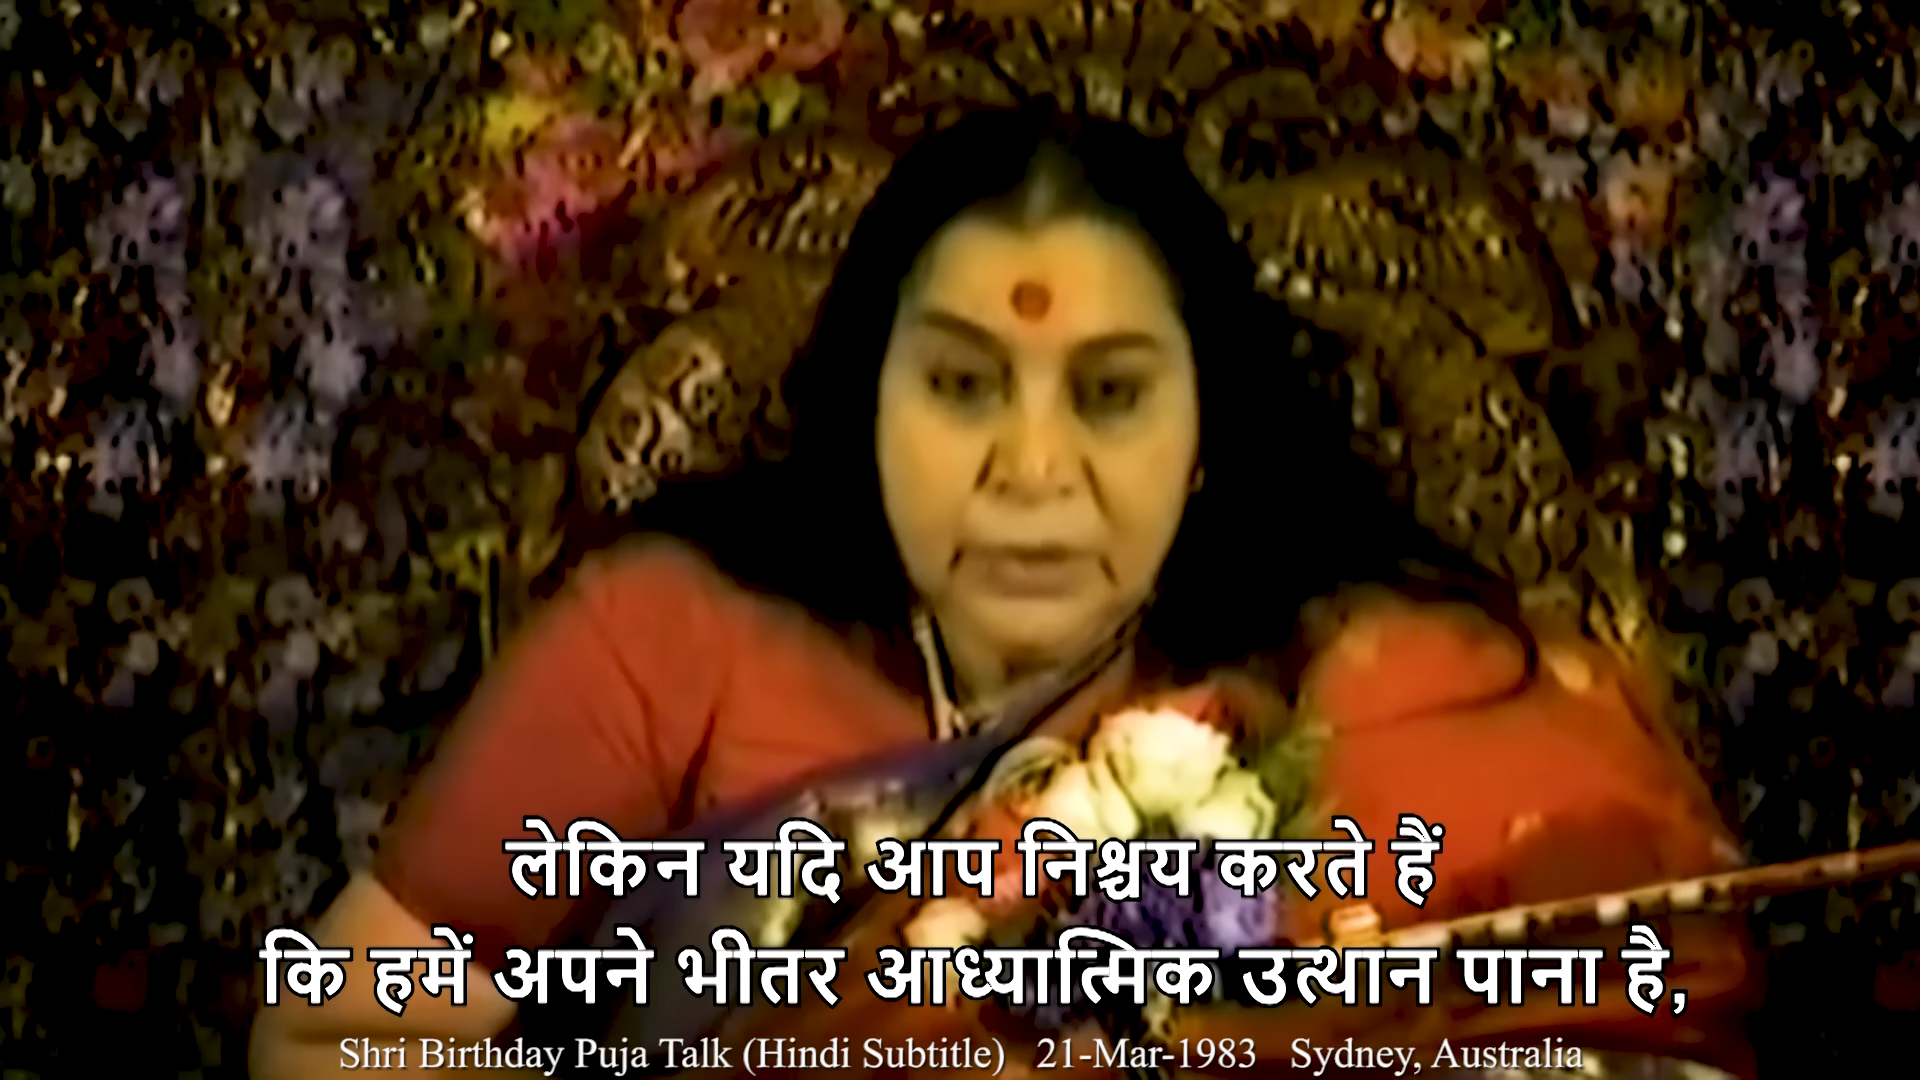 लेकिन यदि आप निश्चय करते हैं
कि हमें अपने भीतर आध्यात्मिक उत्थान पाना है,
Shri Birthday Puja Talk (Hindi Subtitle) 21-Mar-1983 Sydney, Australia